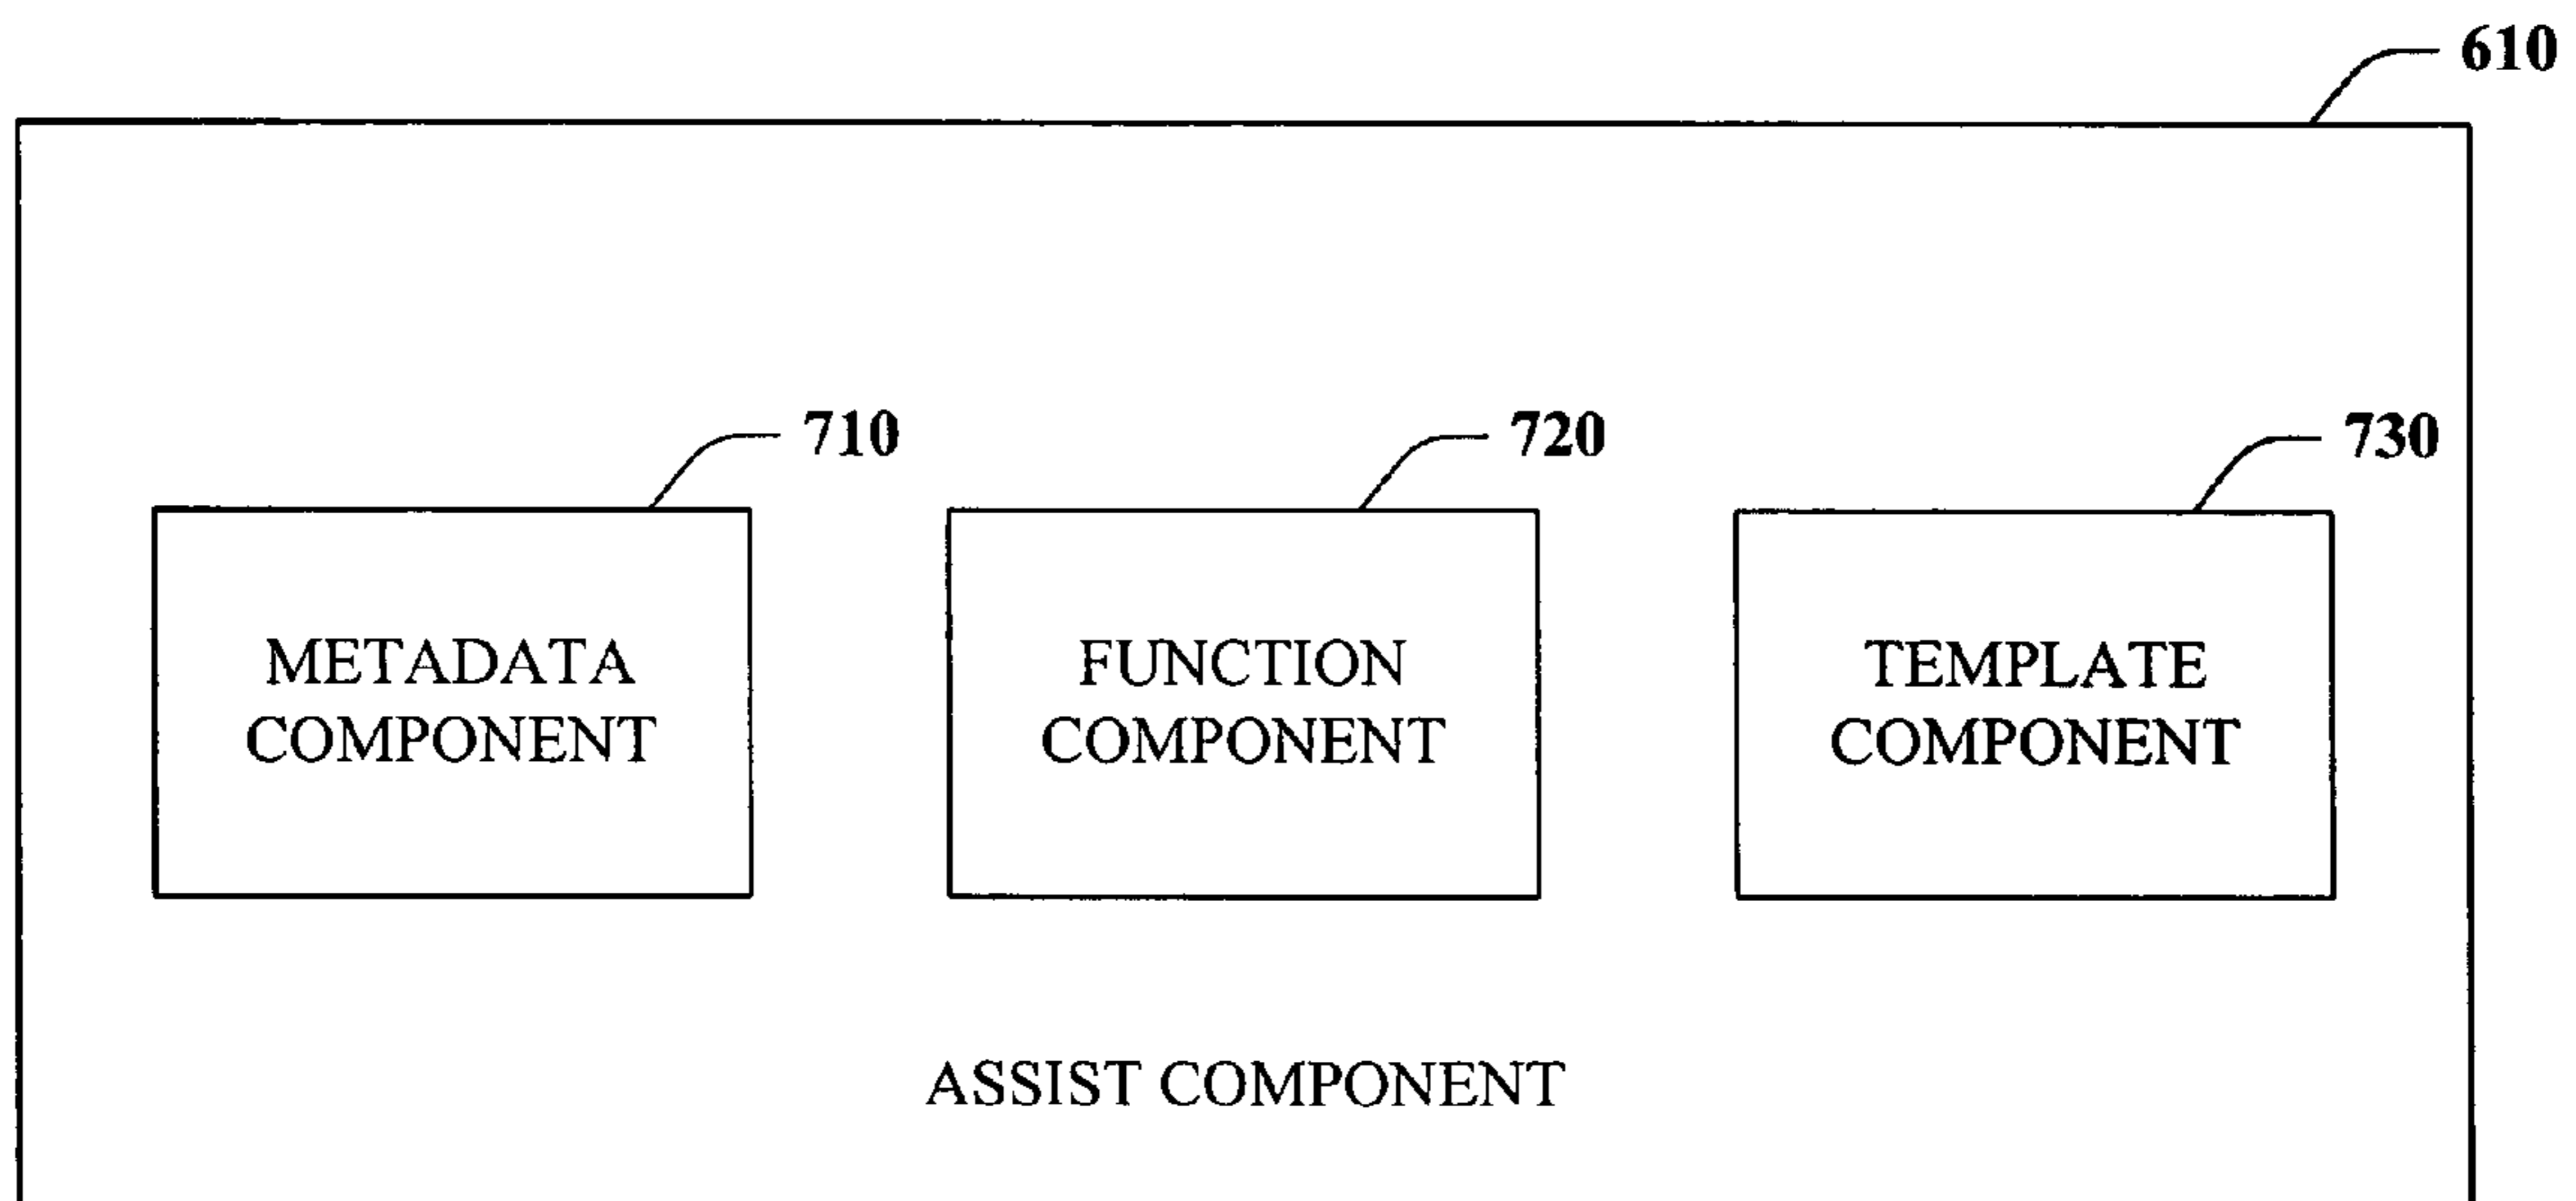 610
710
720
730
METADATA
COMPONENT
FUNCTION
COMPONENT
TEMPLATE
COMPONENT
ASSIST COMPONENT